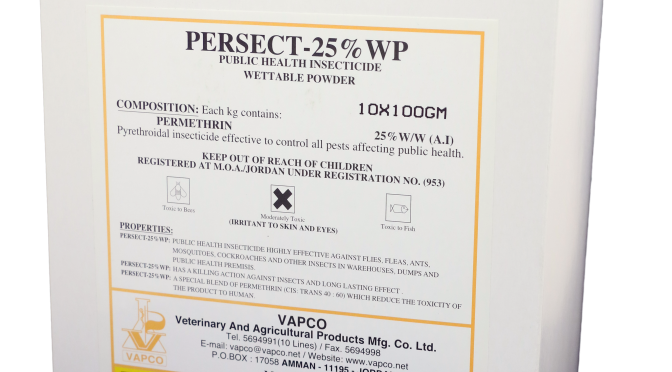 PERSECT-25% WP
PUBLIC HEALTH INSECTICIDE
WETTABLE POWDER
COMPOSITION: Each kg contains:
10X100GM
PERMETHRIN
25% W/W (A.I)
Pyrethroidal insecticide effective to control all pests affecting public health.
KEEP OUT OF REACH OF CHILDREN
REGISTERED AT M.O.A./JORDAN UNDER REGISTRATION NO. (953)
Toxic to Bees
Moderately Toxic
(IRRITANT TO SKIN AND EYES)
Toxic to Fish
PROPERTIES:
PERSECT-25%WP: PUBLIC HEALTH INSECTICIDE HIGHLY EFFECTIVE AGAINST FLIES, FLEAS, ANTS,
MOSQUITOES, COCKROACHES AND OTHER INSECTS IN WAREHOUSES, DUMPS AND
PUBLIC HEALTH PREMISIS.
PERSECT-25%WP: HAS A KILLING ACTION AGAINST INSECTS AND LONG LASTING EFFECT.
PERSECT-25%WP: A SPECIAL BLEND OF PERMETHRIN (CIS: TRANS 40 : 60) WHICH REDUCE THE TOXICITY OF
THE PRODUCT TO HUMAN.
VAPCO
VAPCO
Veterinary And Agricultural Products Mfg. Co. Ltd.
Tel. 5694991(10 Lines) / Fax. 5694998
E-mail: vapco@vapco.net / Website: www.vapco.net
P.O.BOX : 17058 AMMAN - 11195 - JORDAN